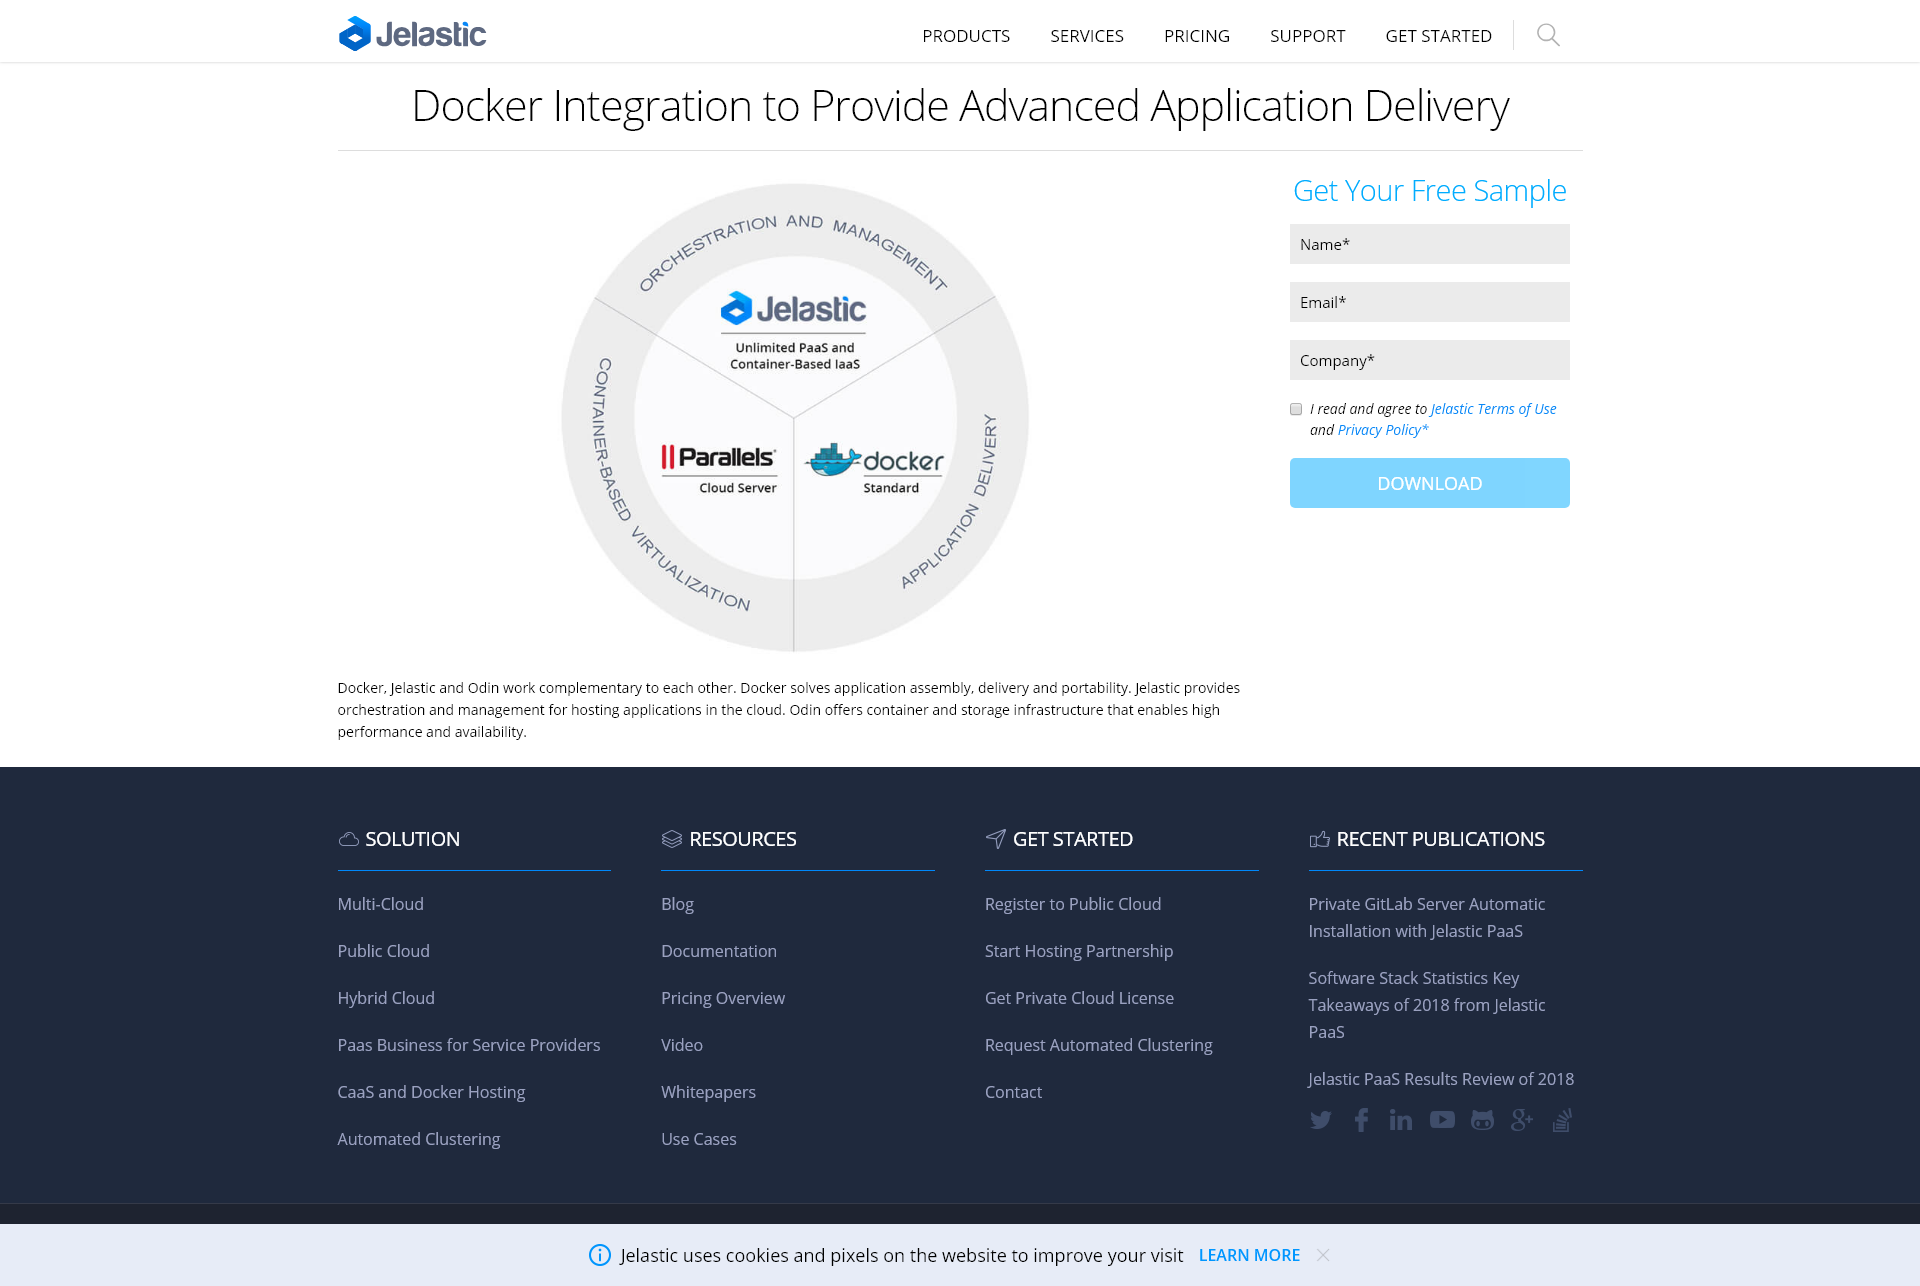 Jelastic
PRODUCTS
SERVICES
PRICING
SUPPORT
GET STARTED
Docker Integration to Provide Advanced Application Delivery
ORCHESTRATION AND MANAGEMENT
Jelastic
Unlimited PaaS and
Container-Based IaaS
CONTAINER-BASED VIRTUALIZATION
Parallels
Cloud Server
docker
Standard
APPLICATION DELIVERY
Get Your Free Sample
Name*
Email*
Company*
I read and agree to Jelastic Terms of Use
and Privacy Policy*
DOWNLOAD
Docker, Jelastic and Odin work complementary to each other. Docker solves application assembly, delivery and portability. Jelastic provides
orchestration and management for hosting applications in the cloud. Odin offers container and storage infrastructure that enables high
performance and availability.
SOLUTION
Multi-Cloud
Public Cloud
Hybrid Cloud
Paas Business for Service Providers
CaaS and Docker Hosting
Automated Clustering
RESOURCES
Blog
Documentation
Pricing Overview
Video
Whitepapers
Use Cases
GET STARTED
Register to Public Cloud
Start Hosting Partnership
Get Private Cloud License
Request Automated Clustering
Contact
RECENT PUBLICATIONS
Private GitLab Server Automatic
Installation with Jelastic PaaS
Software Stack Statistics Key
Takeaways of 2018 from Jelastic
PaaS
Jelastic PaaS Results Review of 2018
Jelastic uses cookies and pixels on the website to improve your visit LEARN MORE